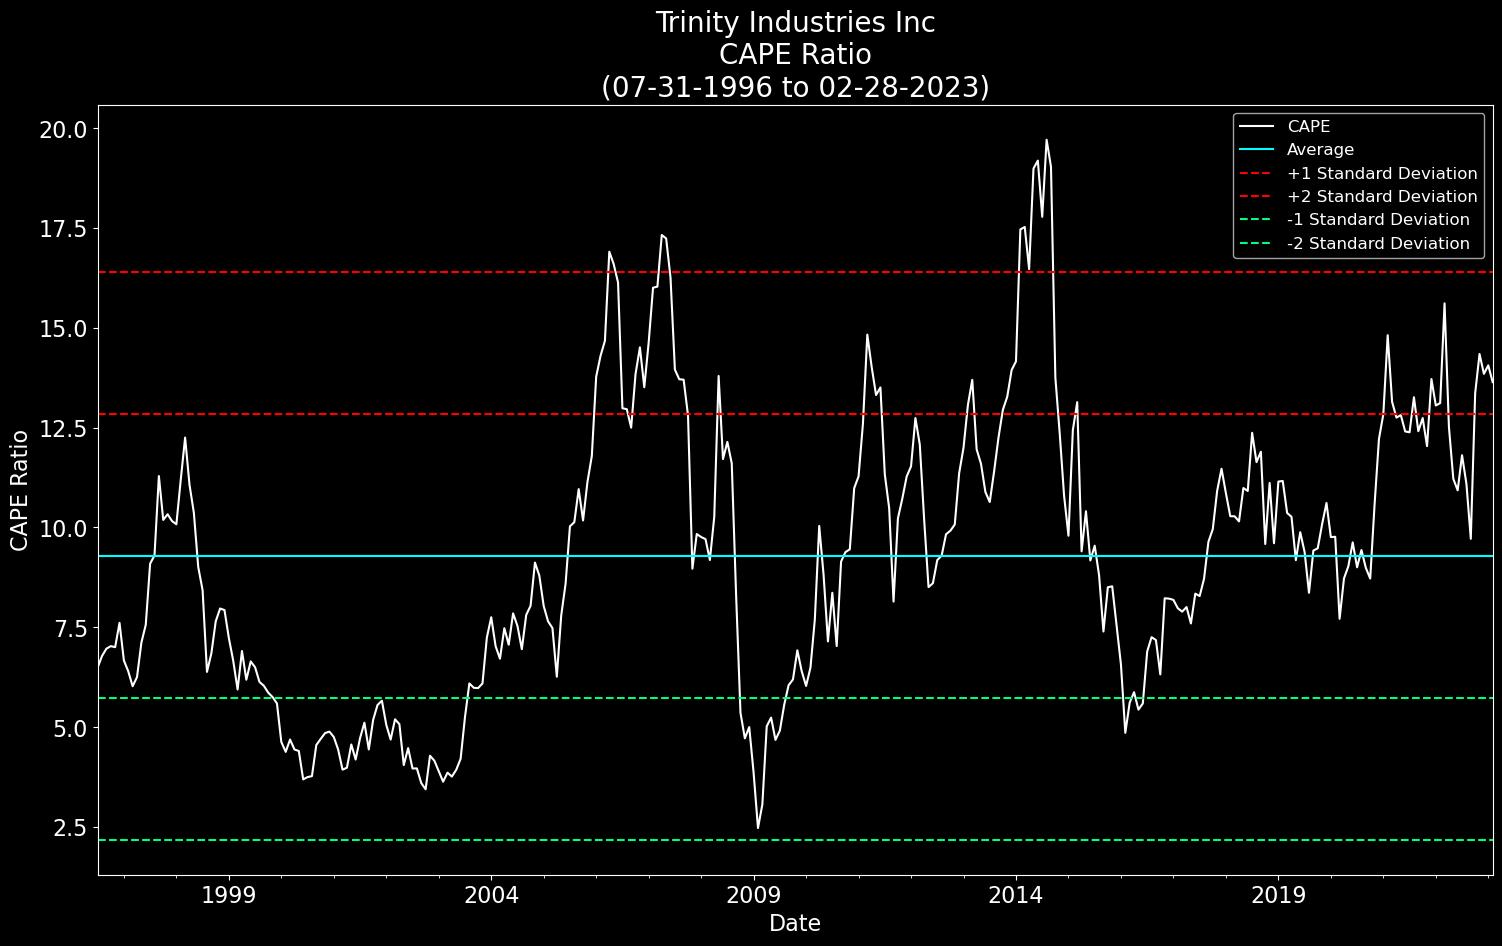 Trinity Industries Inc
CAPE Ratio
(07-31-1996 to 02-28-2023)
CAPE
Average
+1 Standard Deviation
+2 Standard Deviation
-1 Standard Deviation
-2 Standard Deviation
20.0
17.5
15.0
12.5
10.0
7.5
5.0
2.5
CAPE Ratio
1999
2004
2009
2014
2019
Date